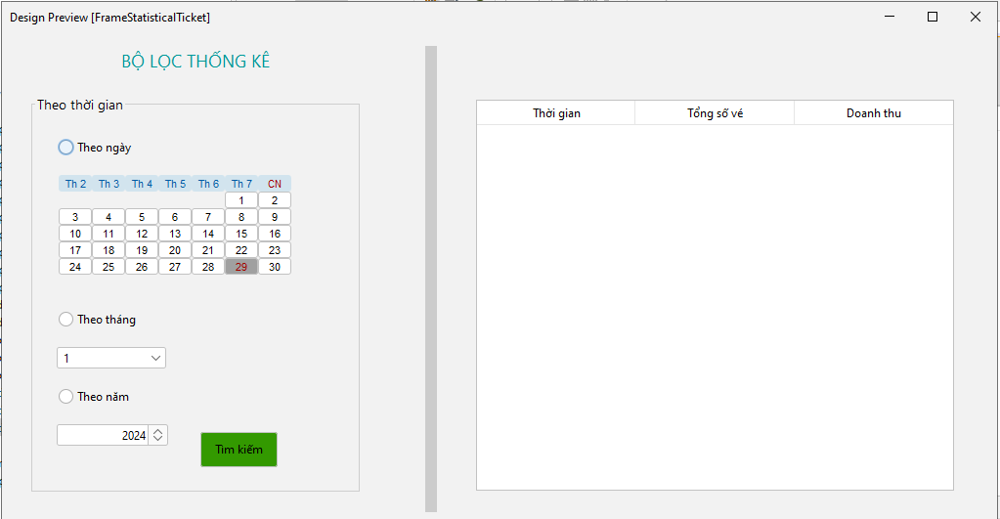 Design Preview [FrameStatisticalTicket]
BỘ LỌC THỐNG KÊ
Theo thời gian
Theo ngày
Th 2 Th 3 Th 4 Th 5 Th 6 Th 7 CN
1 2
3 4 5 6 7 8 9
10 11 12 13 14 15 16
17 18 19 20 21 22 23
24 25 26 27 28 29 30
Theo tháng
1
Theo năm
2024
Tìm kiếm
Thời gian Tổng số vé Doanh thu